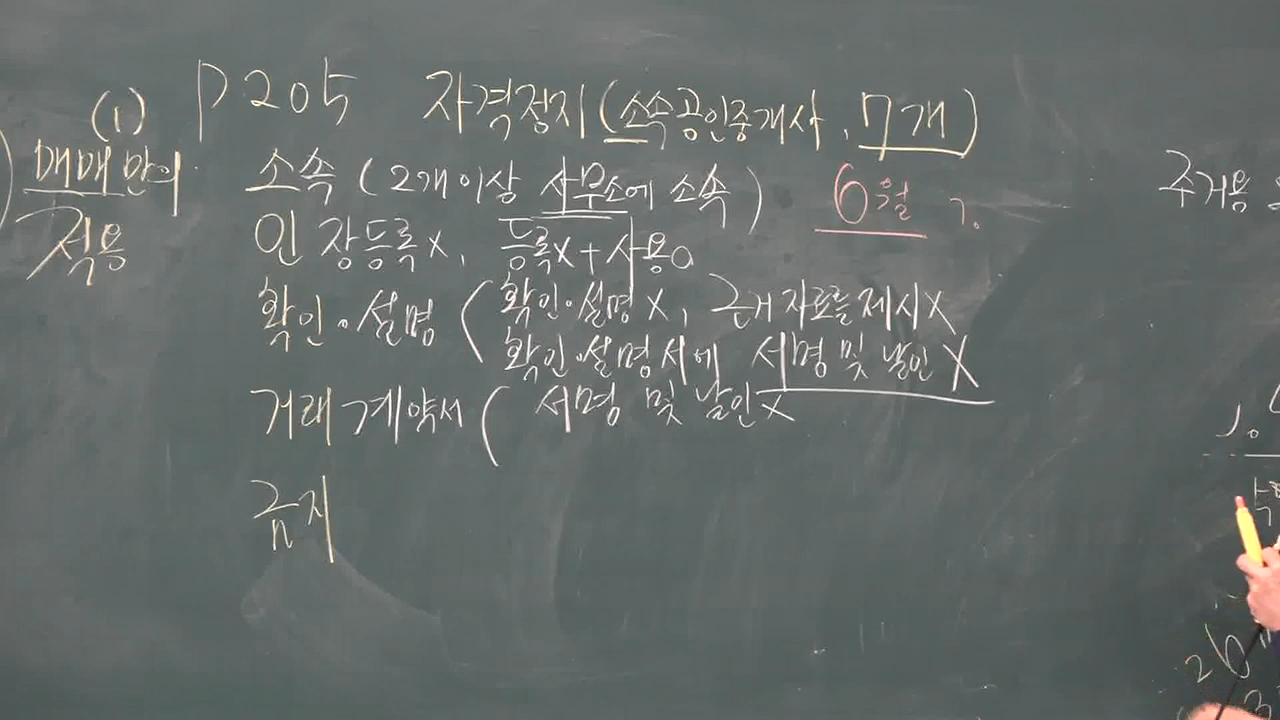 (1)
매매만의
적용
P205 자격정지(소속공인중개사, 7개)
소속 (2개이상 사무소에 소속) 6월 ㄱ.
인장등록x, 등록x+사용o
확인·설명 (확인·설명 X, 근거자료를 제시X
확인·설명서에 서명 및 날인 X
거래계약서 ( 서명 및 날인x
금지
주거용